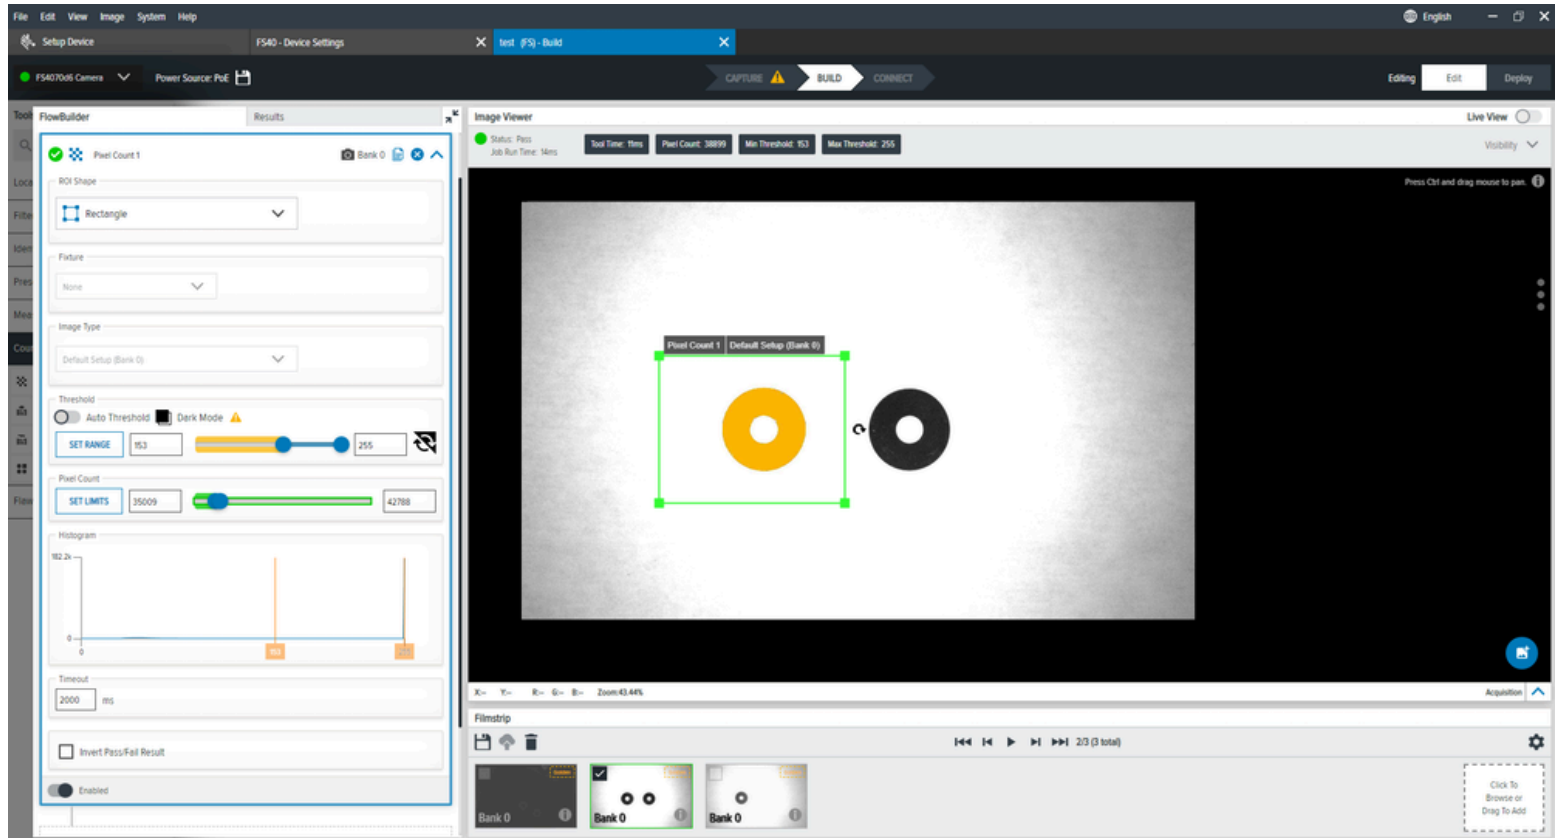 File Edit View Image System Help
English
Setup Device
FS40 - Device Settings
test (FS) - Build
FS4070d6 Camera
Power Source: PoE
CAPTURE
BUILD
CONNECT
Editing
Edit
Deploy
FlowBuilder
Results
Image Viewer
Live View
Pixel Count 1
Bank 0
Status: Pass
Job Run Time: 14ms
Tool Time: 11ms
Pixel Count: 38899
Min Threshold: 153
Max Threshold: 255
Visibility
ROI Shape
Rectangle
Fixture
None
Image Type
Default Setup (Bank 0)
Threshold
Auto Threshold
Dark Mode
SET RANGE
153
255
Pixel Count
SET LIMITS
35009
42788
Histogram
182.2k
0
0
153
255
Timeout
2000 ms
Invert Pass/Fail Result
Enabled
Press Ctrl and drag mouse to pan.
Pixel Count 1
Default Setup (Bank 0)
X:-- Y:-- R:-- G:-- B:-- Zoom:43.44%
Acquisition
Filmstrip
2/3 (3 total)
Bank 0
Bank 0
Bank 0
Click To
Browse or
Drag To Add